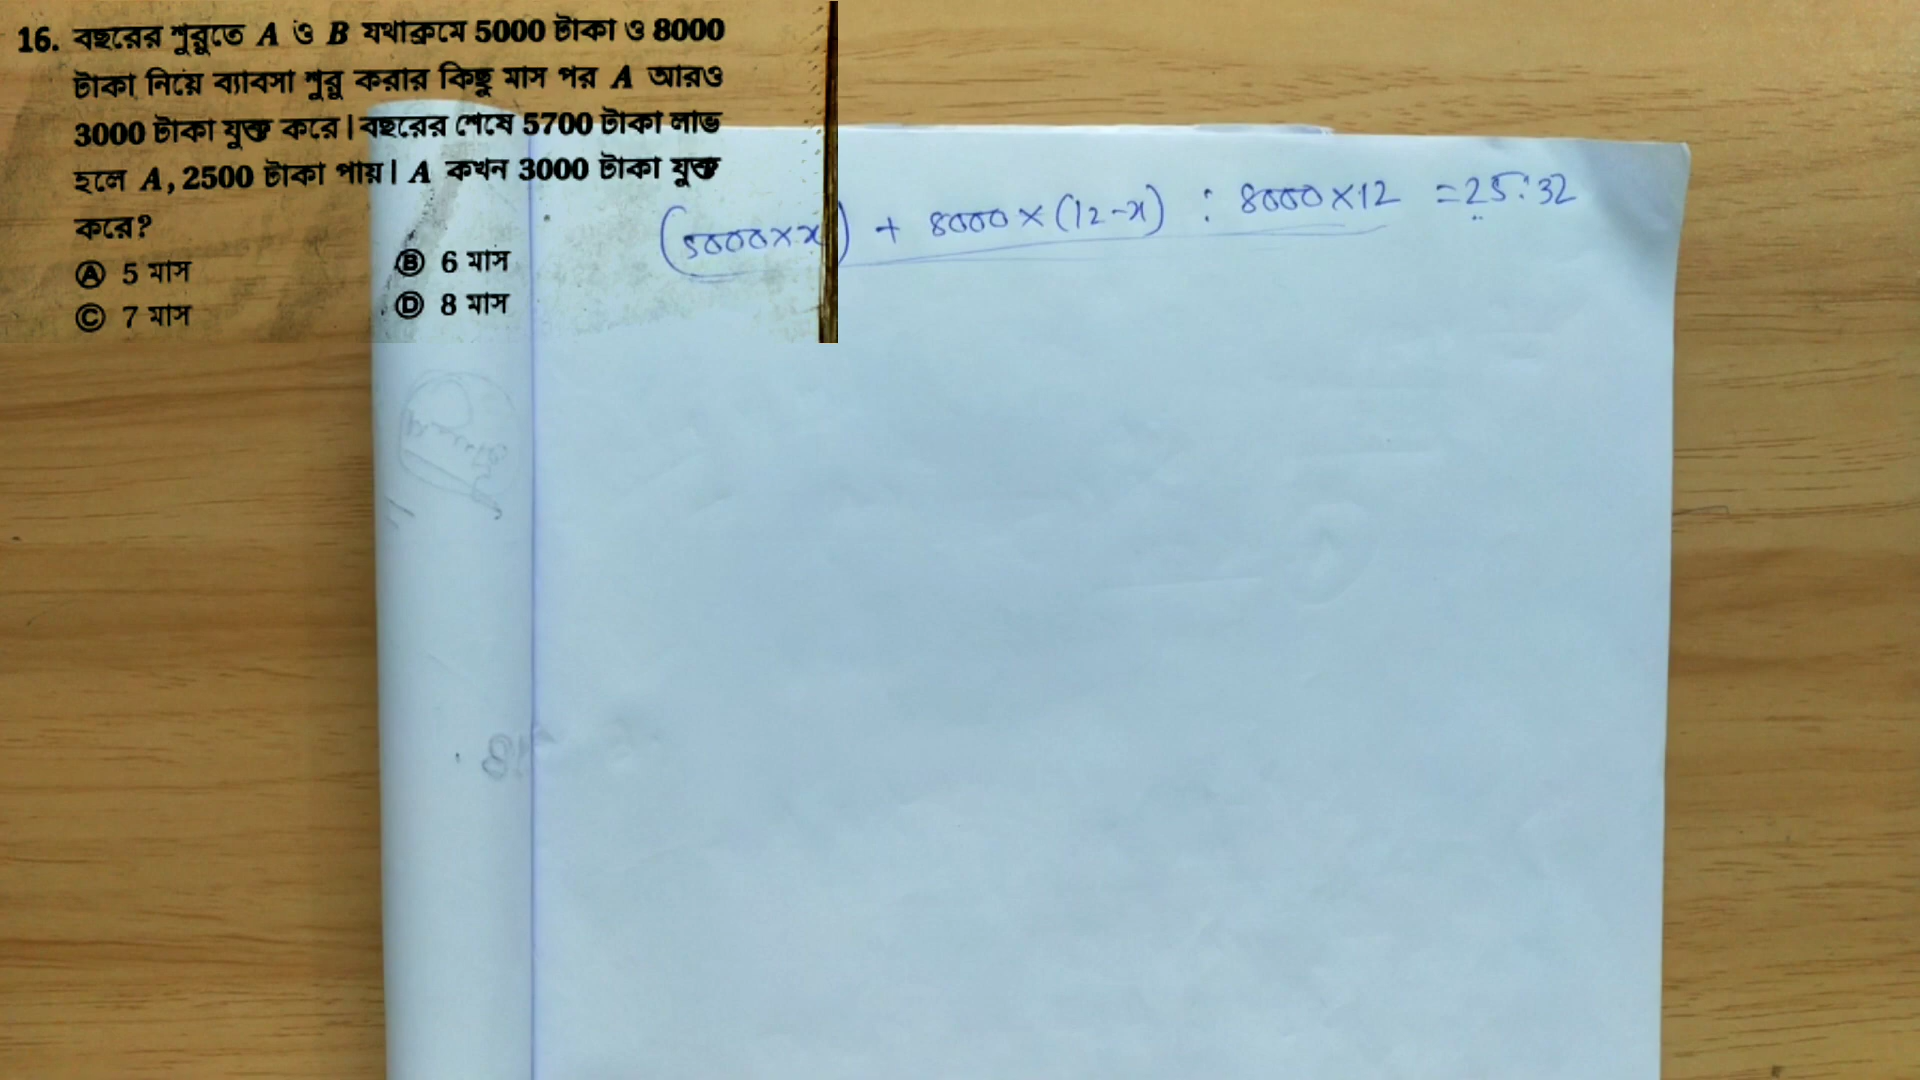 16. বছরের শুরুতে A ও B যথাক্রমে 5000 টাকা ও 8000
টাকা নিয়ে ব্যাবসা শুরু করার কিছু মাস পর A আরও
3000 টাকা যুক্ত করে। বছরের শেষে 5700 টাকা লাভ
হলে A, 2500 টাকা পায়। A কখন 3000 টাকা যুক্ত
করে?
Ⓐ 5 মাস Ⓑ 6 মাস
Ⓒ 7 মাস Ⓓ 8 মাস
(5000×x) + 8000×(12-x) : 8000×12 = 25:32